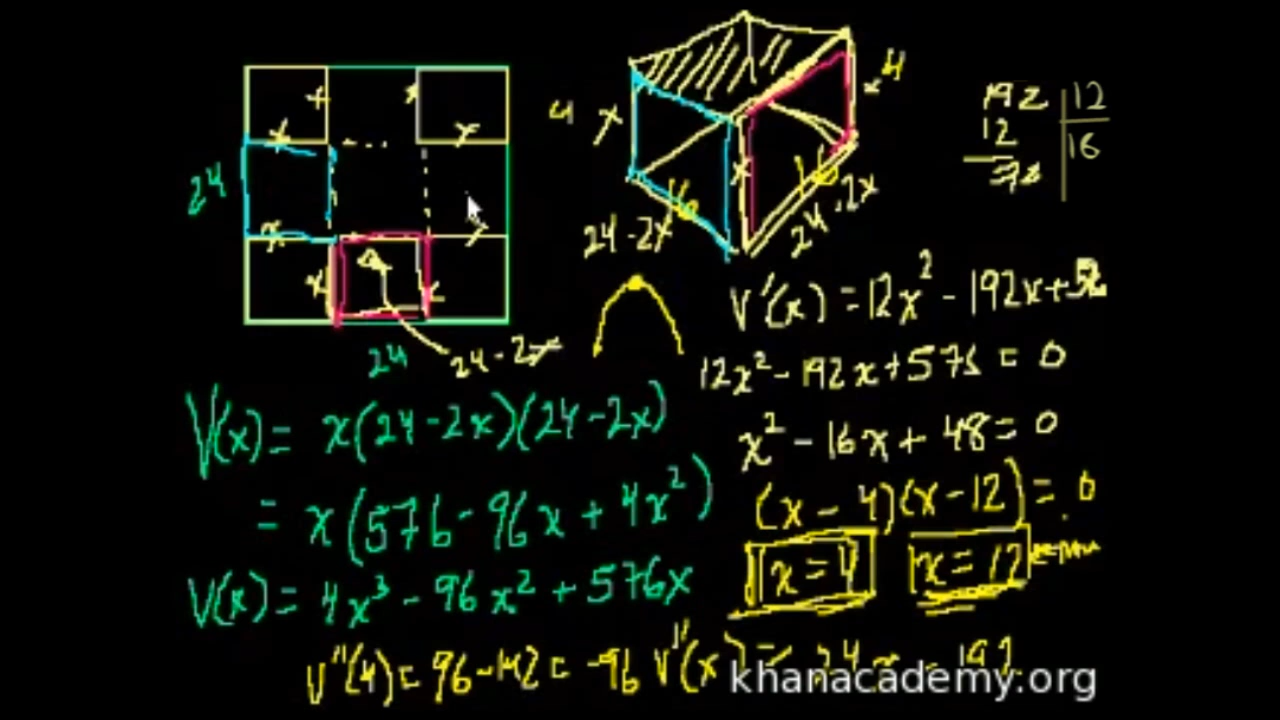 x
x
x
x
x
x
x
24
24
24-2x
4
x
x
4
x
16
16
24-2x
24-2x
192 12
12 16
72
V(x) = x(24-2x)(24-2x)
= x(576-96x+4x²)
V(x) = 4x³-96x²+576x
V'(x) = 12x²-192x+
12x²-192x+576=0
x²-16x+48=0
(x-4)(x-12)=0
x=4 x=12
V''(4)=96-192=-96 V''(x)=24x-192
khanacademy.org